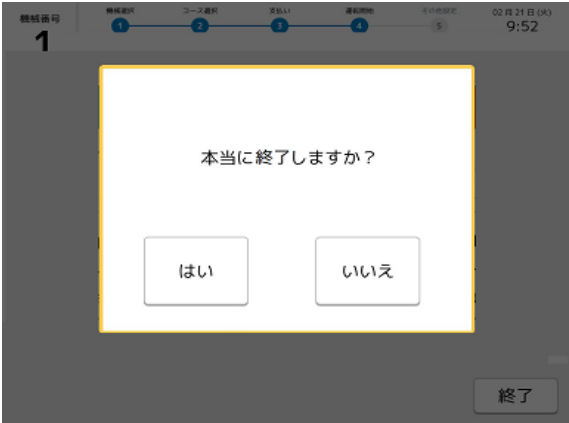 機械番号
1
機械選択
コース選択
支払い
運転開始
その他設定
1
2
3
4
5
02月21日(火)
9:52
本当に終了しますか？
はい
いいえ
終了